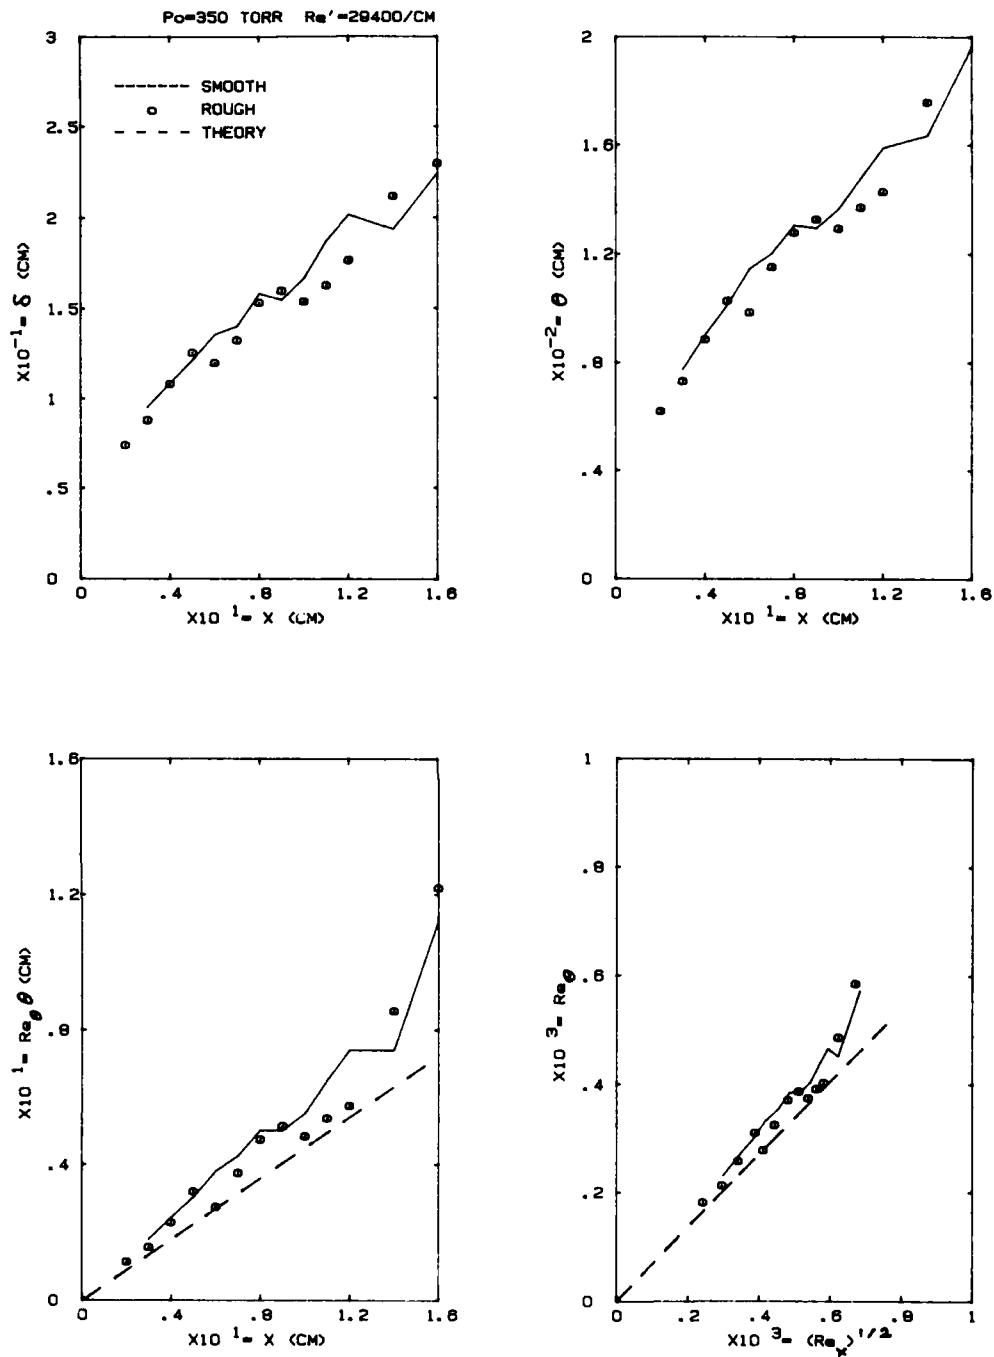 Po=350 TORR Re'=29400/CM
3
2.5
2
1.5
1
.5
0
SMOOTH
ROUGH
THEORY
X10⁻¹= δ (CM)
0 .4 .8 1.2 1.6
X10 ¹= X (CM)
2
1.6
1.2
.8
.4
0
X10⁻²= θ (CM)
0 .4 .8 1.2 1.6
X10 ¹= X (CM)
1.6
1.2
.8
.4
0
X10 ¹= Re_θ θ (CM)
0 .4 .8 1.2 1.6
X10 ¹= X (CM)
1
.8
.6
.4
.2
0
X10 ³= Re_θ
0 .2 .4 .6 .8 1
X10 ³= (Re_x)^1/2